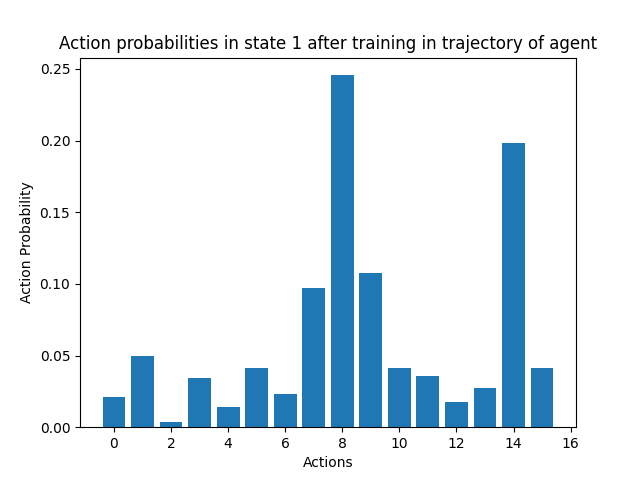 Action probabilities in state 1 after training in trajectory of agent
0.25
0.20
0.15
0.10
0.05
0.00
Action Probability
0 2 4 6 8 10 12 14 16
Actions